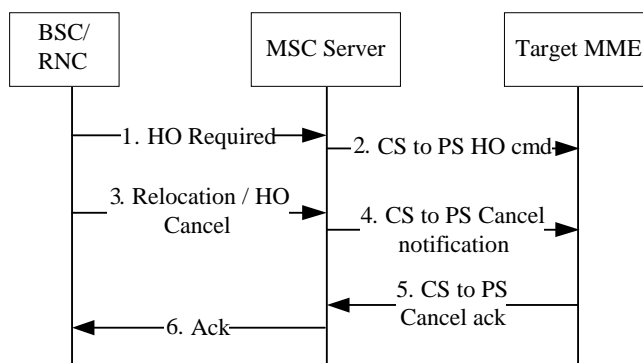 BSC/
RNC
MSC Server
Target MME
1. HO Required
2. CS to PS HO cmd
3. Relocation / HO
Cancel
4. CS to PS Cancel
notification
5. CS to PS
Cancel ack
6. Ack